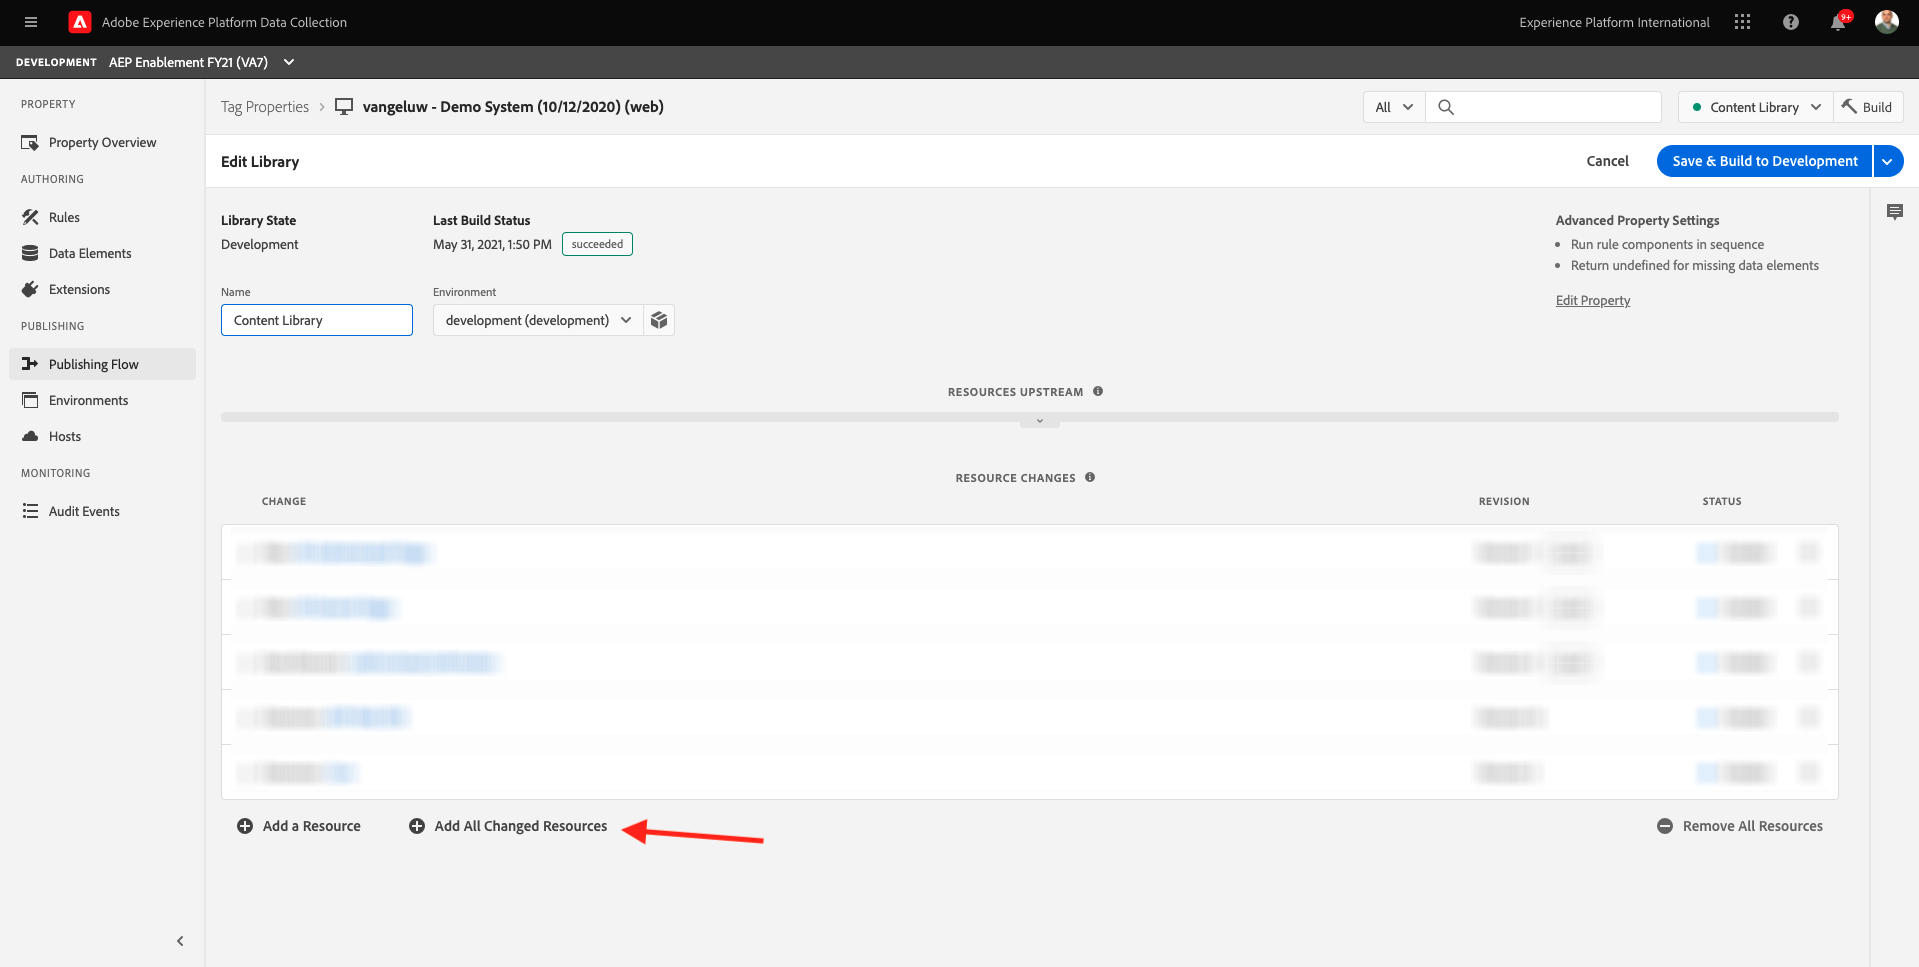 Adobe Experience Platform Data Collection
Experience Platform International
9+
DEVELOPMENT AEP Enablement FY21 (VA7)
PROPERTY
Property Overview
AUTHORING
Rules
Data Elements
Extensions
PUBLISHING
Publishing Flow
Environments
Hosts
MONITORING
Audit Events
Tag Properties > vangeluw - Demo System (10/12/2020) (web)
All
Content Library
Build
Edit Library
Cancel
Save & Build to Development
Library State
Development
Last Build Status
May 31, 2021, 1:50 PM succeeded
Name
Content Library
Environment
development (development)
Advanced Property Settings
• Run rule components in sequence
• Return undefined for missing data elements
Edit Property
RESOURCES UPSTREAM
RESOURCE CHANGES
CHANGE REVISION STATUS
Add a Resource
Add All Changed Resources
Remove All Resources